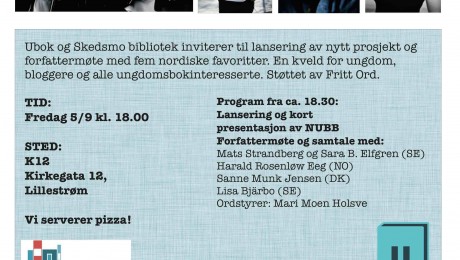 Ubok og Skedsmo bibliotek inviterer til lansering av nytt prosjekt og
forfattermøte med fem nordiske favoritter. En kveld for ungdom,
bloggere og alle ungdomsbokinteresserte. Støttet av Fritt Ord.
TID:
Fredag 5/9 kl. 18.00
STED:
K12
Kirkegata 12,
Lillestrøm
Vi serverer pizza!
Program fra ca. 18.30:
Lansering og kort
presentasjon av NUBB
Forfattermøte og samtale med:
Mats Strandberg og Sara B. Elfgren (SE)
Harald Rosenløw Eeg (NO)
Sanne Munk Jensen (DK)
Lisa Bjärbo (SE)
Ordstyrer: Mari Moen Holsve